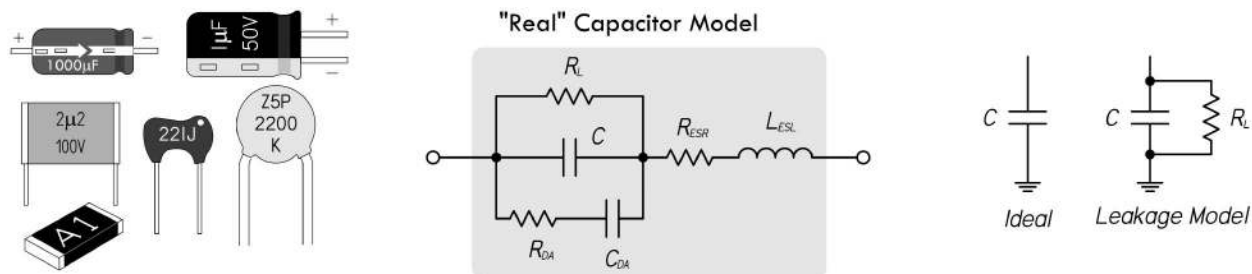 + −
1000µF
1µF
50V
+
−
2µ2
100V
221J
Z5P
2200
K
A1
"Real" Capacitor Model
R_L
C
R_DA
C_DA
R_ESR
L_ESL
C
Ideal
C
R_L
Leakage Model